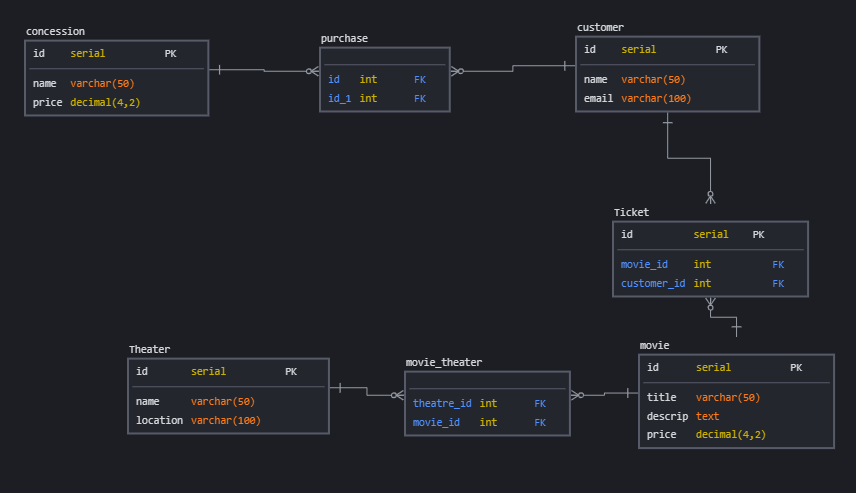 concession
id serial PK
name varchar(50)
price decimal(4,2)
purchase
id int FK
id_1 int FK
customer
id serial PK
name varchar(50)
email varchar(100)
Ticket
id serial PK
movie_id int FK
customer_id int FK
Theater
id serial PK
name varchar(50)
location varchar(100)
movie_theater
theatre_id int FK
movie_id int FK
movie
id serial PK
title varchar(50)
descrip text
price decimal(4,2)